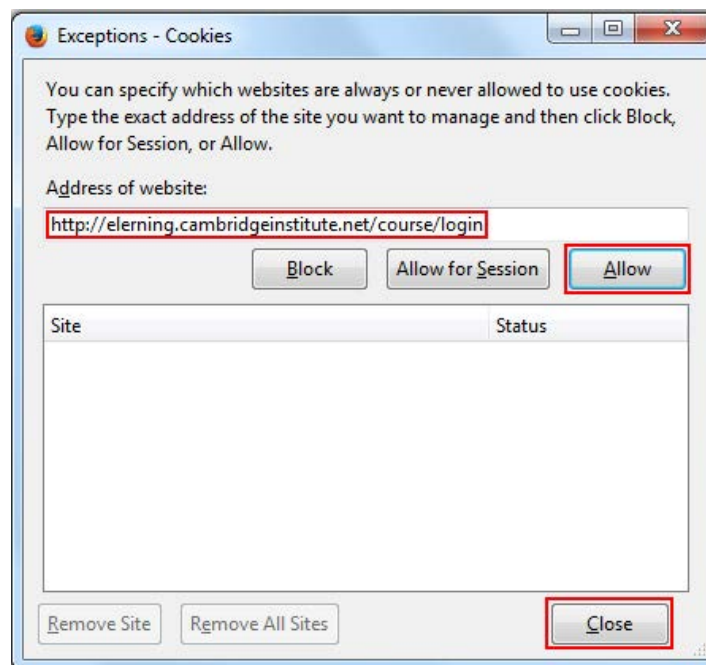 Exceptions - Cookies
You can specify which websites are always or never allowed to use cookies.
Type the exact address of the site you want to manage and then click Block,
Allow for Session, or Allow.
Address of website:
http://elerning.cambridgeinstitute.net/course/login
Block Allow for Session Allow
Site Status
Remove Site Remove All Sites Close